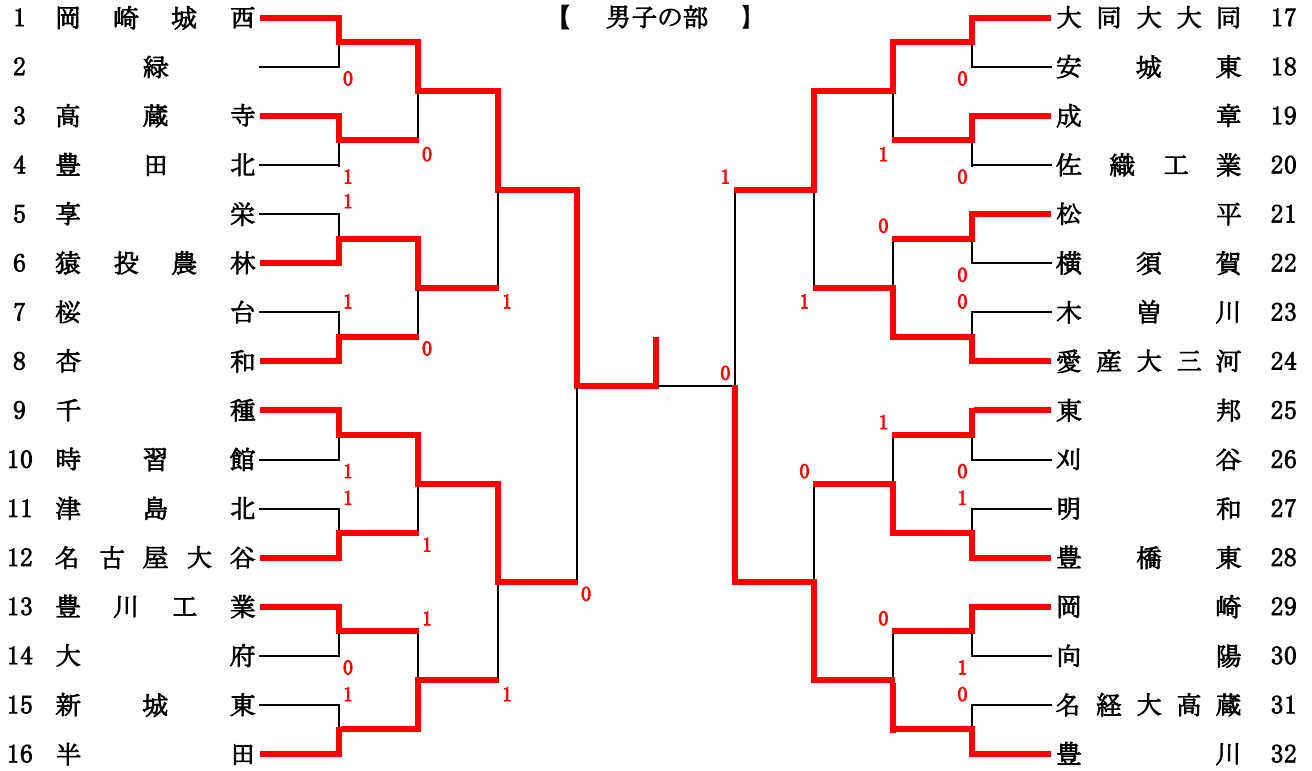 【 男子の部 】
1 岡崎城西
2 緑
0
3 高蔵寺
0
4 豊田北
1
1
5 享栄
6 猿投農林
7 桜台
1
1
8 杏和
0
9 千種
10 時習館
1
11 津島北
1
12 名古屋大谷
1
0
13 豊川工業
1
14 大府
0
15 新城東
1
1
16 半田
大同大大同 17
安城東 18
0
成章 19
1
佐織工業 20
1
0
松平 21
0
横須賀 22
0
木曽川 23
1
0
愛産大三河 24
0
東邦 25
1
刈谷 26
0
0
明和 27
1
豊橋東 28
岡崎 29
0
向陽 30
1
名経大高蔵 31
0
豊川 32